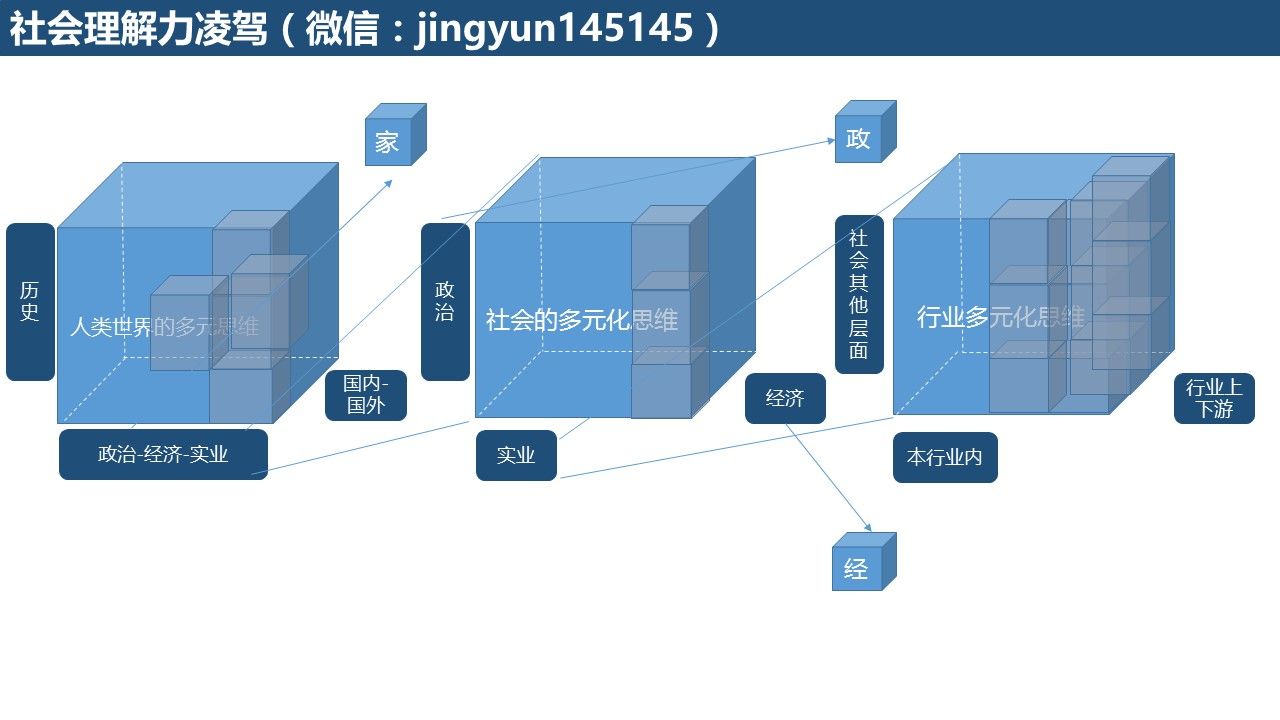 社会理解力凌驾（微信：jingyun145145）
家
政
历
史
人类世界的多元思维
国内-
国外
政治-经济-实业
政
治
社会的多元化思维
经济
实业
社
会
其
他
层
面
行业多元化思维
行业上
下游
本行业内
经